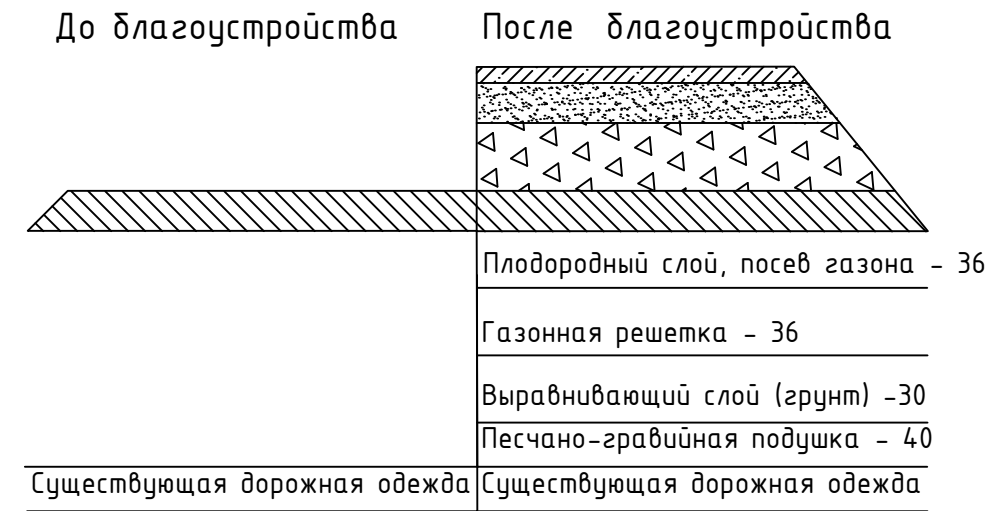 До благоустройства
После благоустройства
Плодородный слой, посев газона - 36
Газонная решетка - 36
Выравнивающий слой (грунт) -30
Песчано-гравийная подушка - 40
Существующая дорожная одежда
Существующая дорожная одежда